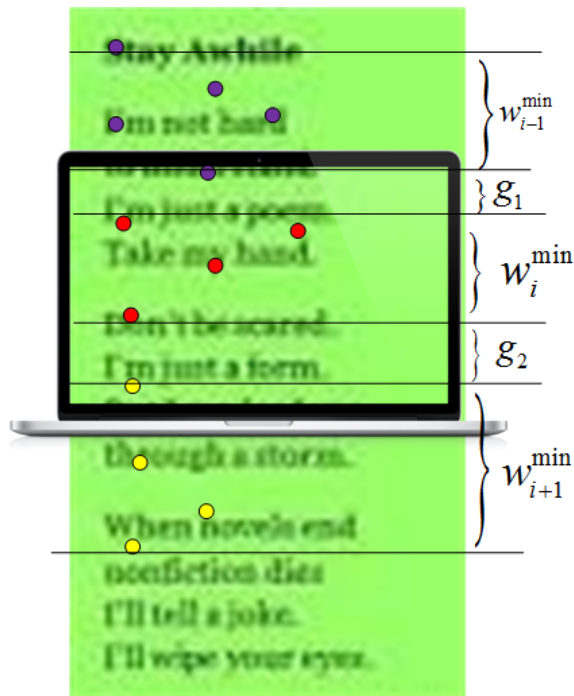 Stay Awhile
w_{i-1}^{min}
I'm not hard
g_1
I'm just a poem.
Take my hand.
w_i^{min}
Don't be scared.
I'm just a form.
g_2
through a storm.
w_{i+1}^{min}
When novels end
nonfiction dies
I'll tell a joke.
I'll wipe your eyes.